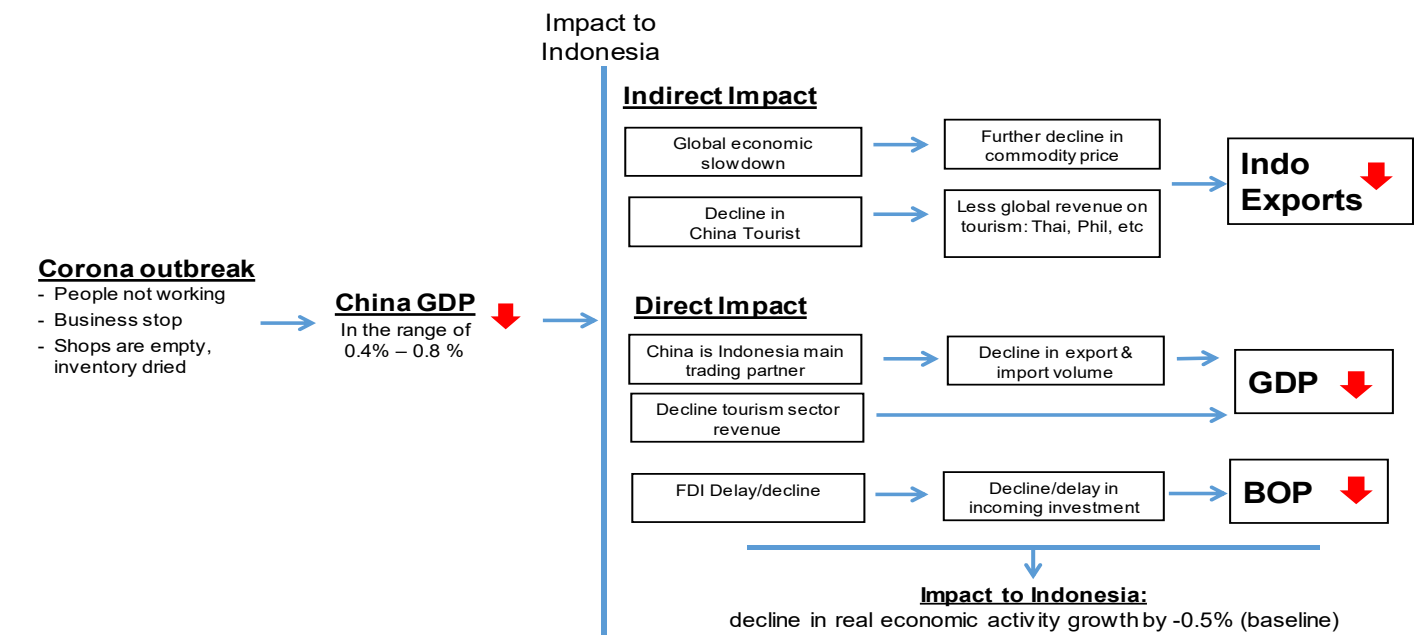 Impact to
Indonesia
Indirect Impact
Global economic
slowdown
Further decline in
commodity price
Indo
Exports
Decline in
China Tourist
Less global revenue on
tourism: Thai, Phil, etc
Corona outbreak
- People not working
- Business stop
- Shops are empty,
inventory dried
China GDP
In the range of
0.4% – 0.8 %
Direct Impact
China is Indonesia main
trading partner
Decline in export &
import volume
GDP
Decline tourism sector
revenue
FDI Delay/decline
Decline/delay in
incoming investment
BOP
Impact to Indonesia:
decline in real economic activity growth by -0.5% (baseline)